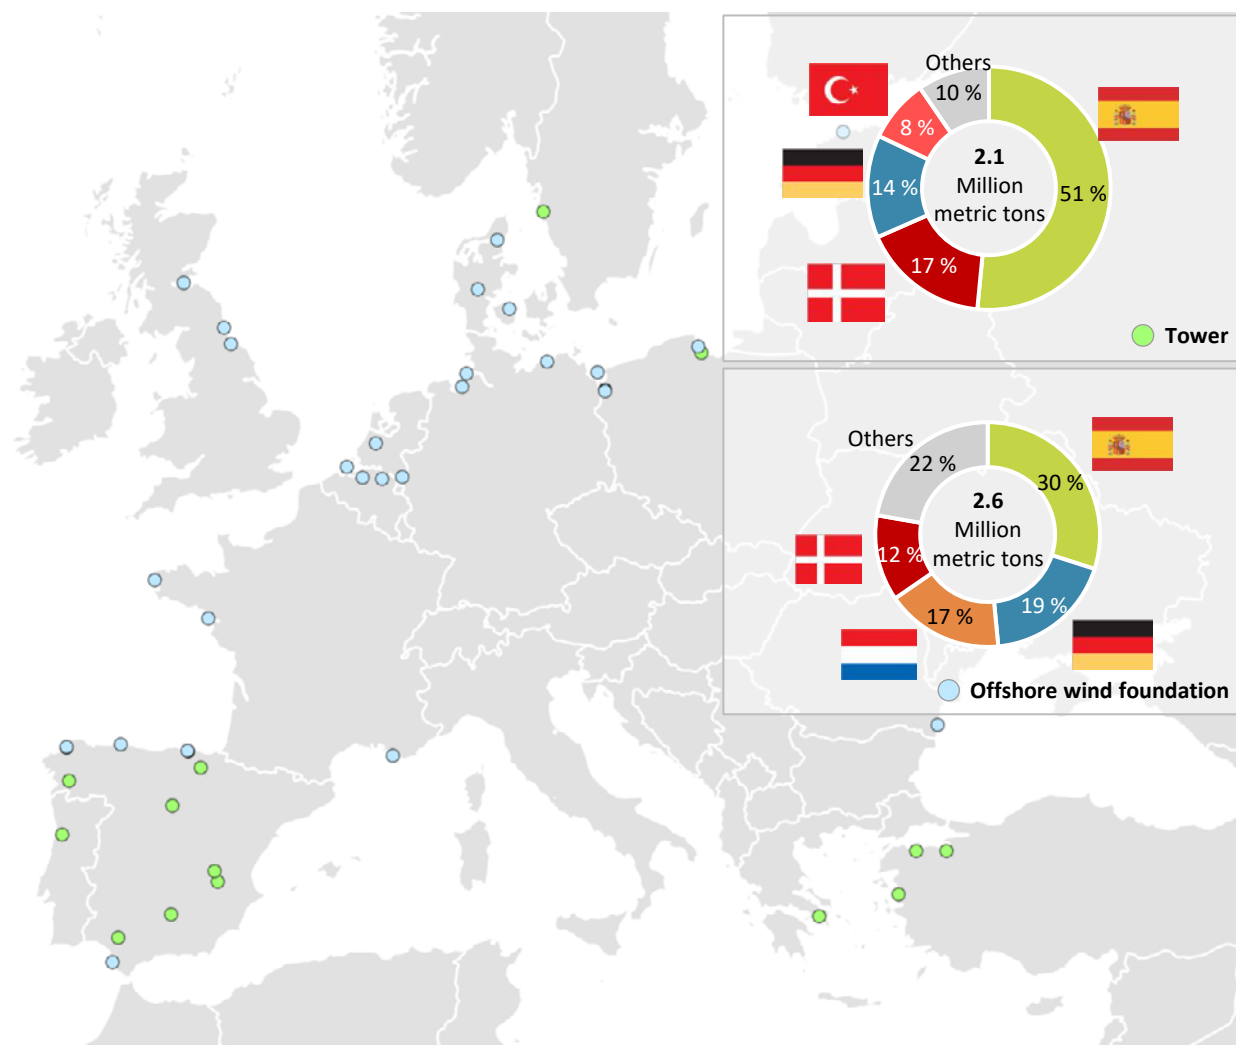 Others
10 %
8 %
2.1
Million
metric tons
14 %
51 %
17 %
Tower
Others
22 %
30 %
2.6
Million
metric tons
12 %
19 %
17 %
Offshore wind foundation